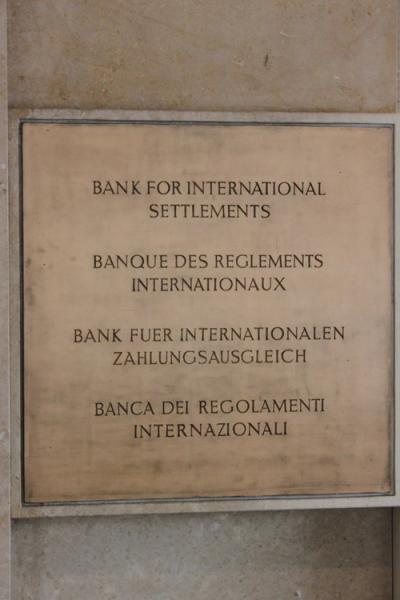 BANK FOR INTERNATIONAL
SETTLEMENTS
BANQUE DES REGLEMENTS
INTERNATIONAUX
BANK FUER INTERNATIONALEN
ZAHLUNGSAUSGLEICH
BANCA DEI REGOLAMENTI
INTERNAZIONALI